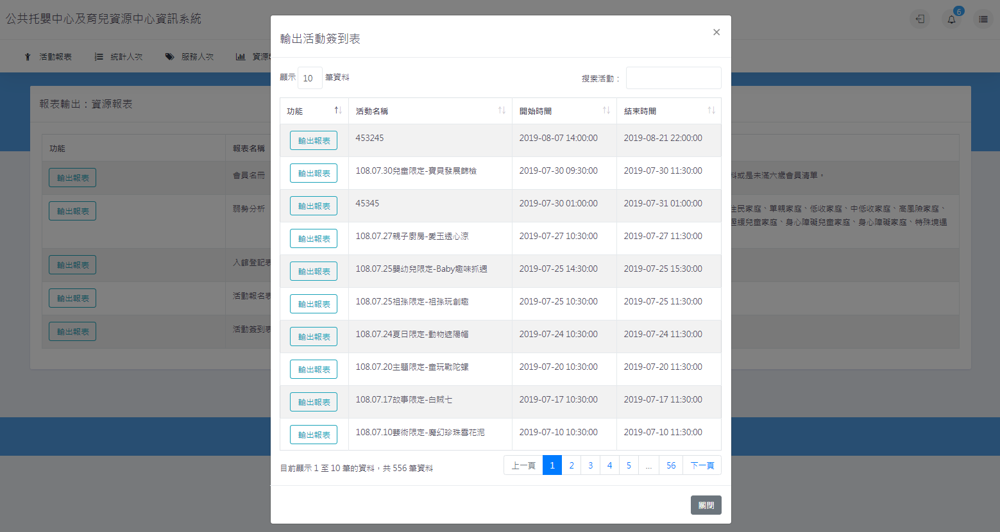 公共托嬰中心及育兒資源中心資訊系統
6
活動報表 統計人次 服務人次 資源
報表輸出：資源報表
功能 報表名稱
輸出報表 會員名冊 料或是未滿六歲會員清單。
輸出報表 弱勢分析 住民家庭、單親家庭、低收家庭、中低收家庭、高風險家庭、
遲緩兒童家庭、身心障礙兒童家庭、身心障礙家庭、特殊境遇
輸出報表 入館登記表
輸出報表 活動報名表
輸出報表 活動簽到表
輸出活動簽到表 ×
顯示 10 筆資料 搜索活動：
功能 活動名稱 開始時間 結束時間
輸出報表 453245 2019-08-07 14:00:00 2019-08-21 22:00:00
輸出報表 108.07.30兒童限定-寶貝發展篩檢 2019-07-30 09:30:00 2019-07-30 11:30:00
輸出報表 45345 2019-07-30 01:00:00 2019-07-31 01:00:00
輸出報表 108.07.27親子廚房-愛玉透心涼 2019-07-27 10:30:00 2019-07-27 11:30:00
輸出報表 108.07.25嬰幼兒限定-Baby趣味抓週 2019-07-25 14:30:00 2019-07-25 15:30:00
輸出報表 108.07.25祖孫限定-祖孫玩創趣 2019-07-25 10:30:00 2019-07-25 11:30:00
輸出報表 108.07.24夏日限定-動物遮陽帽 2019-07-24 10:30:00 2019-07-24 11:30:00
輸出報表 108.07.20主題限定-童玩戰陀螺 2019-07-20 10:30:00 2019-07-20 11:30:00
輸出報表 108.07.17故事限定-白賊七 2019-07-17 10:30:00 2019-07-17 11:30:00
輸出報表 108.07.10藝術限定-魔幻珍珠雪花泥 2019-07-10 10:30:00 2019-07-10 11:30:00
目前顯示 1 至 10 筆的資料，共 556 筆資料 上一頁 1 2 3 4 5 … 56 下一頁
關閉